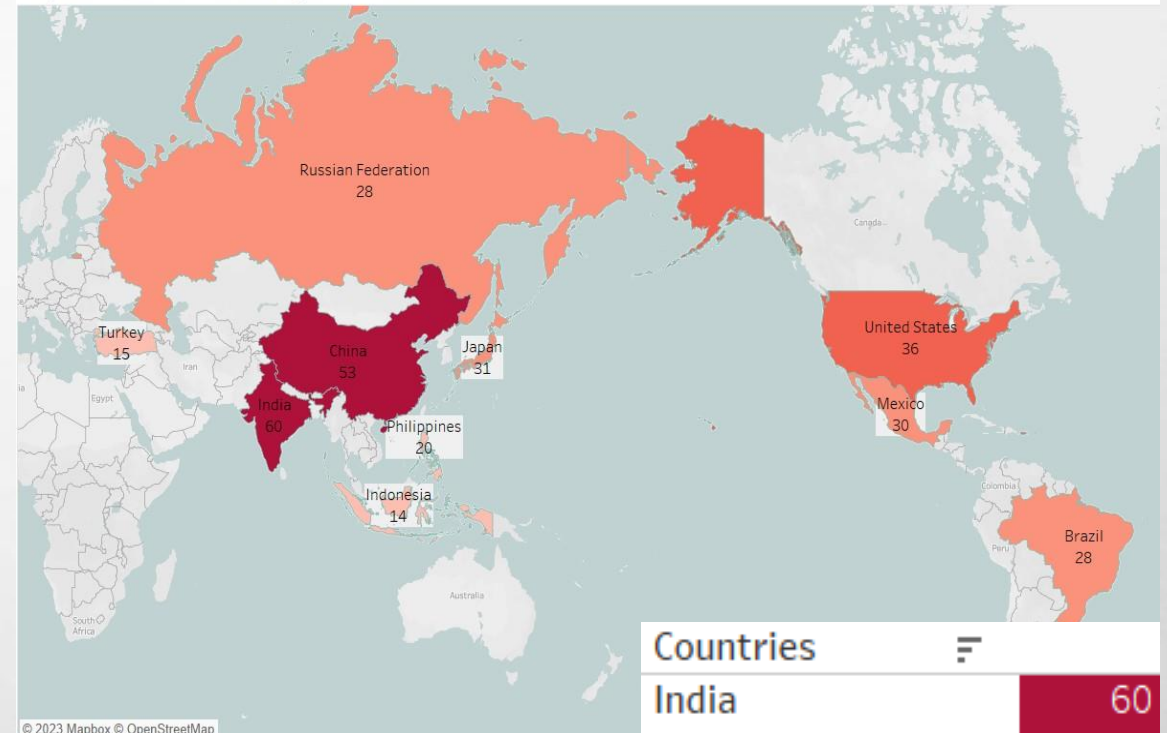 Russian Federation
28
Canada
Turkey
15
Iran
China
53
Japan
31
United States
36
Egypt
India
60
Mexico
30
Philippines
20
Indonesia
14
Colombia
Peru
Brazil
28
Australia
South
Africa
Countries
India 60
© 2023 Mapbox © OpenStreetMap